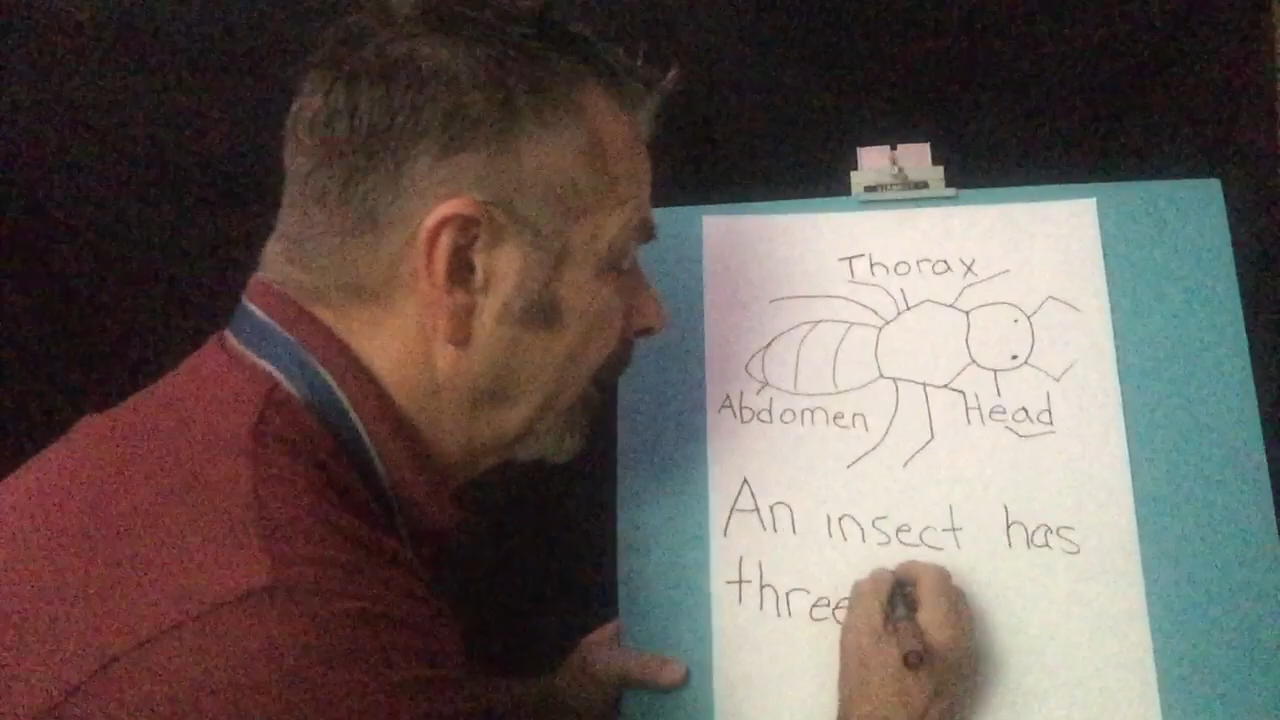 Thorax
Abdomen
Head
An insect has
three